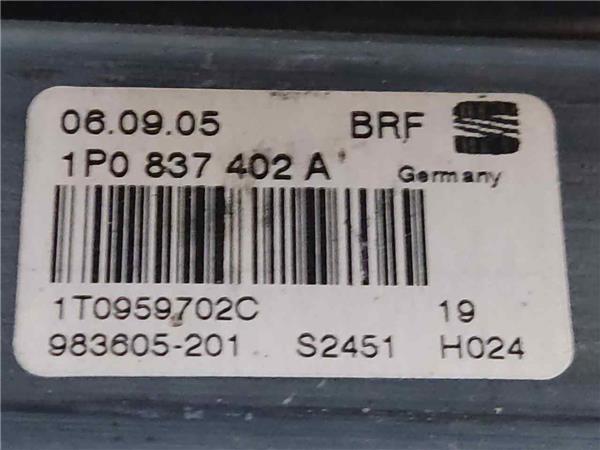 06.09.05 BRF
1P0 837 402 A Germany
1T0959702C 19
983605-201 S2451 H024